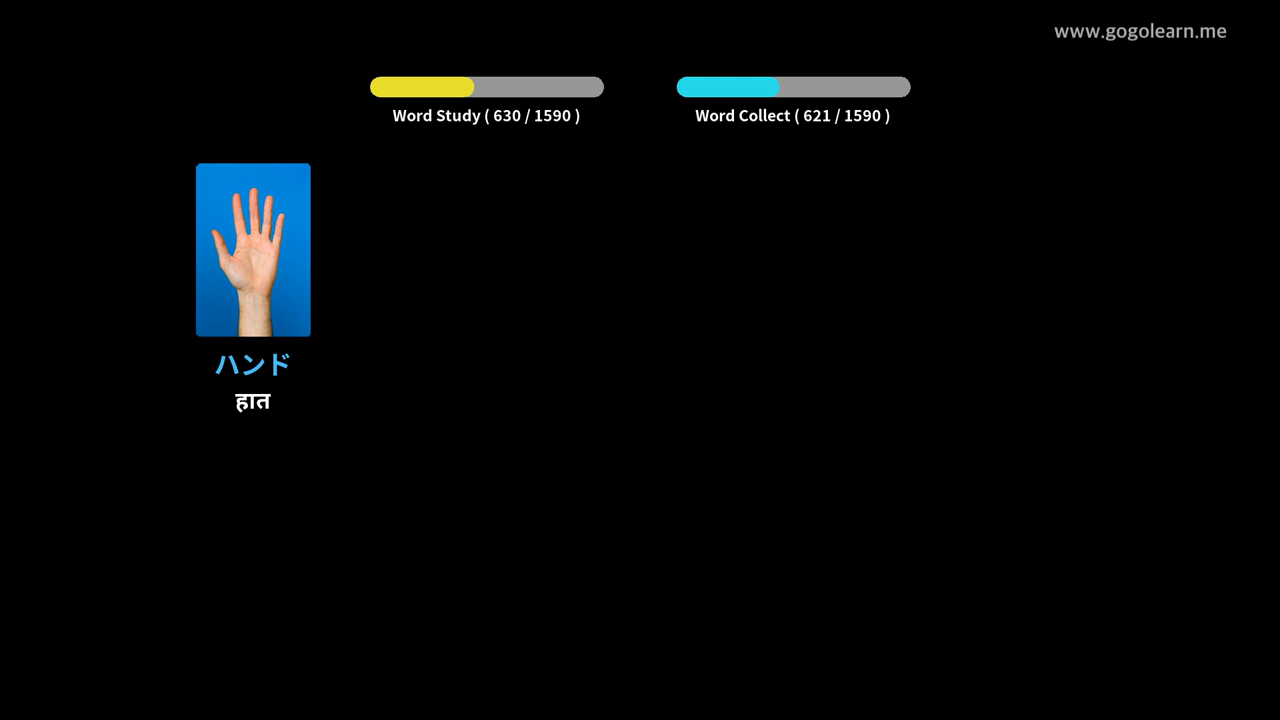 www.gogolearn.me
Word Study ( 630 / 1590 )
Word Collect ( 621 / 1590 )
ハンド
हात